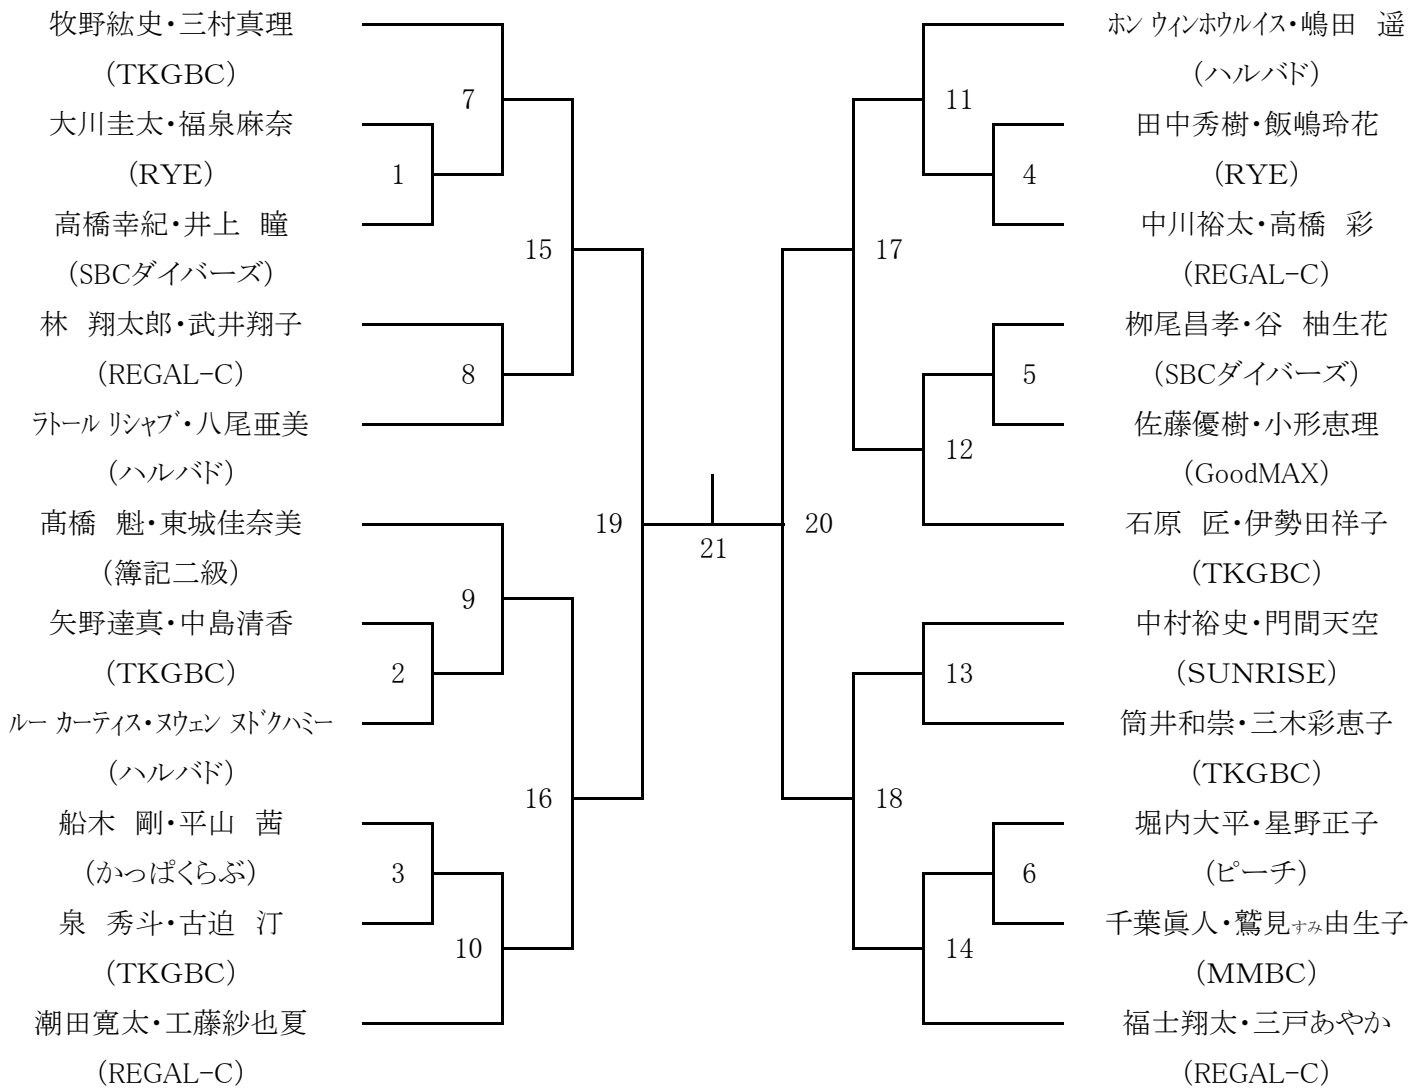 牧野紘史・三村真理
(TKGBC)
大川圭太・福泉麻奈
(RYE)
高橋幸紀・井上　瞳
(SBCダイバーズ)
林　翔太郎・武井翔子
(REGAL-C)
ラトール リシャブ・八尾亜美
(ハルバド)
髙橋　魁・東城佳奈美
(簿記二級)
矢野達真・中島清香
(TKGBC)
ルー カーティス・ヌウェン ヌドクハミー
(ハルバド)
船木　剛・平山　茜
(かっぱくらぶ)
泉　秀斗・古迫　汀
(TKGBC)
潮田寛太・工藤紗也夏
(REGAL-C)
7
1
15
8
19
9
2
16
3
10
21
20
11
4
17
5
12
13
18
6
14
ホン ウィンホウルイス・嶋田　遥
(ハルバド)
田中秀樹・飯嶋玲花
(RYE)
中川裕太・高橋　彩
(REGAL-C)
栁尾昌孝・谷　柚生花
(SBCダイバーズ)
佐藤優樹・小形恵理
(GoodMAX)
石原　匠・伊勢田祥子
(TKGBC)
中村裕史・門間天空
(SUNRISE)
筒井和崇・三木彩恵子
(TKGBC)
堀内大平・星野正子
(ピーチ)
千葉眞人・鷲見すみ由生子
(MMBC)
福士翔太・三戸あやか
(REGAL-C)